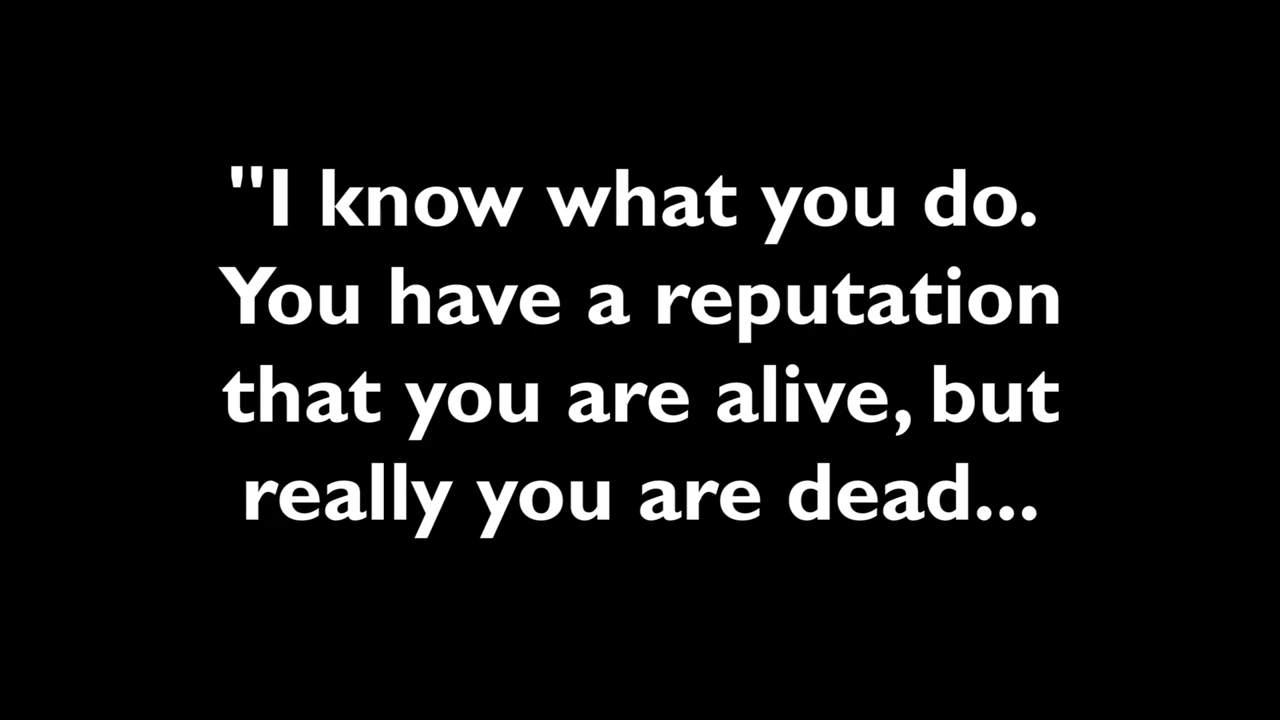 "I know what you do.
You have a reputation
that you are alive, but
really you are dead...